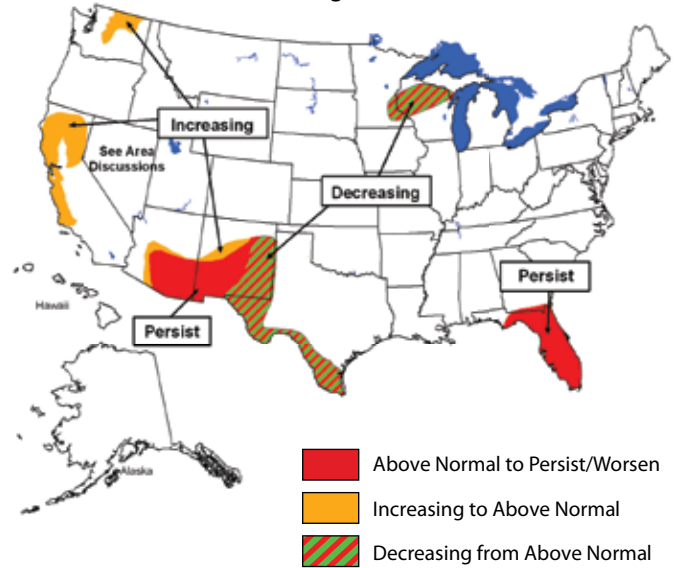 Increasing
See Area
Discussions
Decreasing
Persist
Hawaii
Persist
Alaska
Above Normal to Persist/Worsen
Increasing to Above Normal
Decreasing from Above Normal